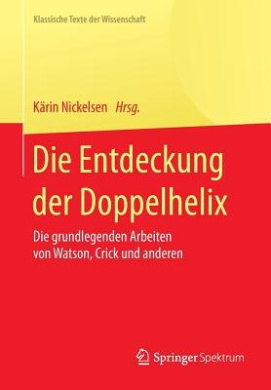 Klassische Texte der Wissenschaft
Kärin Nickelsen Hrsg.
Die Entdeckung
der Doppelhelix
Die grundlegenden Arbeiten
von Watson, Crick und anderen
Springer Spektrum